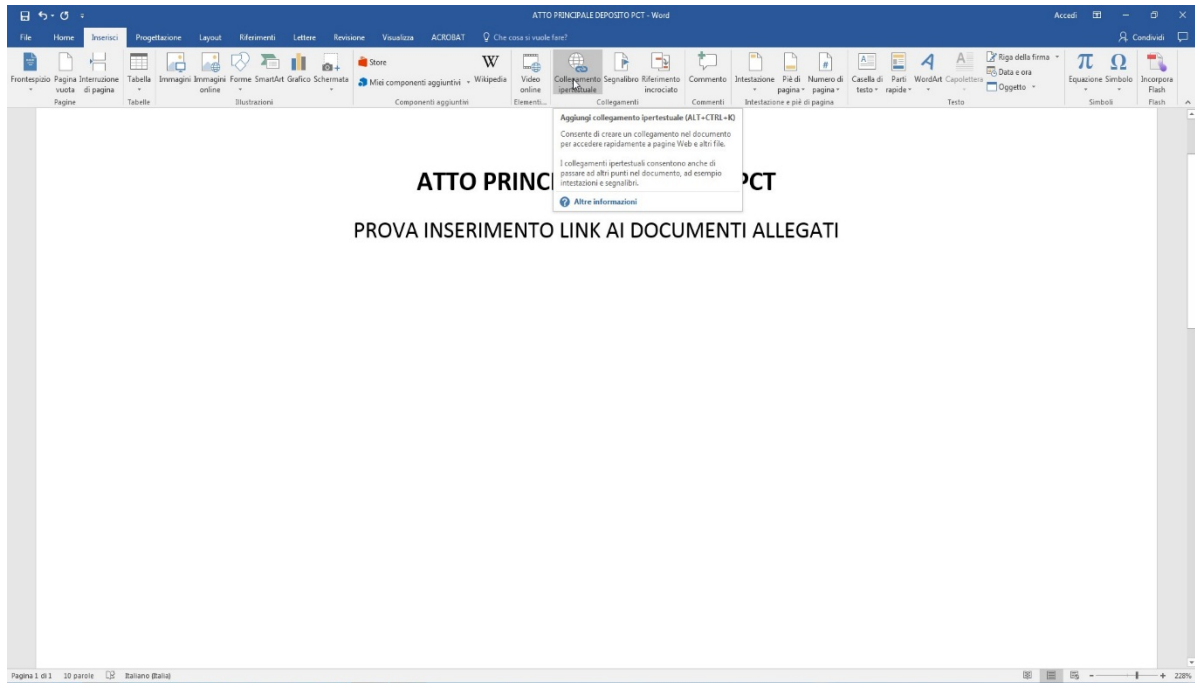 ATTO PRINCIPALE DEPOSITO PCT - Word
Accedi
File Home Inserisci Progettazione Layout Riferimenti Lettere Revisione Visualizza ACROBAT Che cosa si vuole fare?
Condividi
Frontespizio Pagina vuota Interruzione di pagina
Pagine
Tabella
Tabelle
Immagini Immagini online Forme SmartArt Grafico Schermata
Illustrazioni
Store
Miei componenti aggiuntivi
Wikipedia
Componenti aggiuntivi
Video online
Elementi...
Collegamento ipertestuale Segnalibro Riferimento incrociato
Collegamenti
Commento
Commenti
Intestazione Piè di pagina Numero di pagina
Intestazione e piè di pagina
Casella di testo Parti rapide WordArt Capolettera
Riga della firma
Data e ora
Oggetto
Testo
Equazione Simbolo
Simboli
Incorpora Flash
Flash
Aggiungi collegamento ipertestuale (ALT+CTRL+K)
Consente di creare un collegamento nel documento
per accedere rapidamente a pagine Web e altri file.
I collegamenti ipertestuali consentono anche di
passare ad altri punti nel documento, ad esempio
intestazioni e segnalibri.
Altre informazioni
ATTO PRINCI PCT
PROVA INSERIMENTO LINK AI DOCUMENTI ALLEGATI
Pagina 1 di 1 10 parole Italiano (Italia)
228%